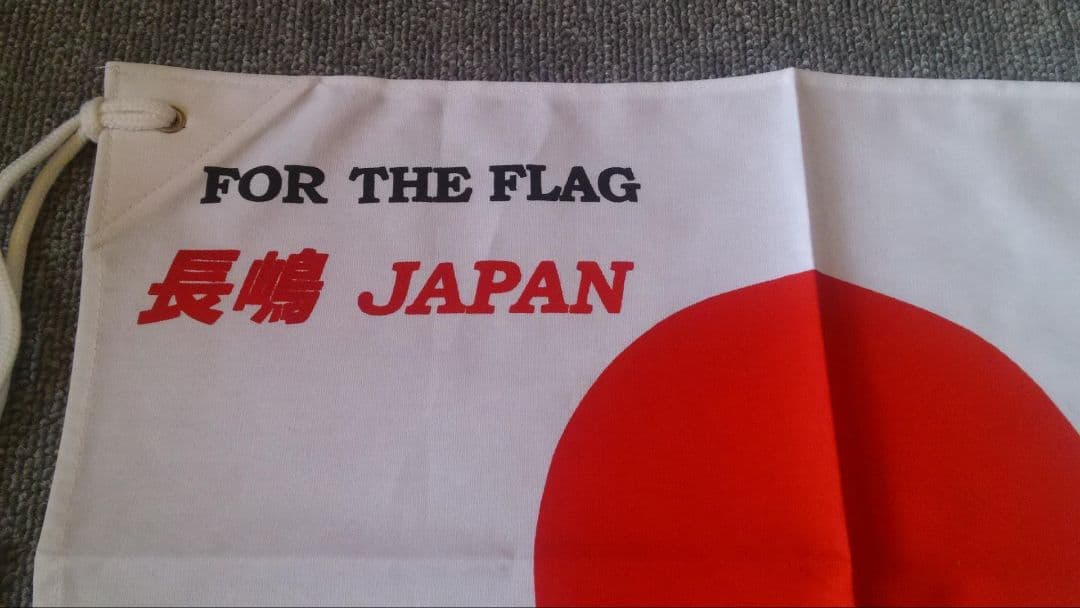 FOR THE FLAG
長嶋 JAPAN